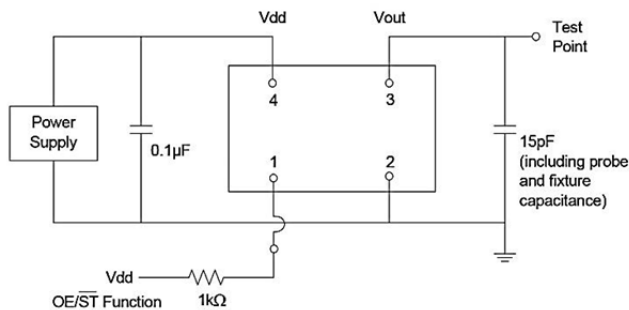 Vdd
Vout
Test
Point
4
3
Power
Supply
0.1µF
1
2
15pF
(including probe
and fixture
capacitance)
Vdd
1kΩ
OE/S̅T̅ Function